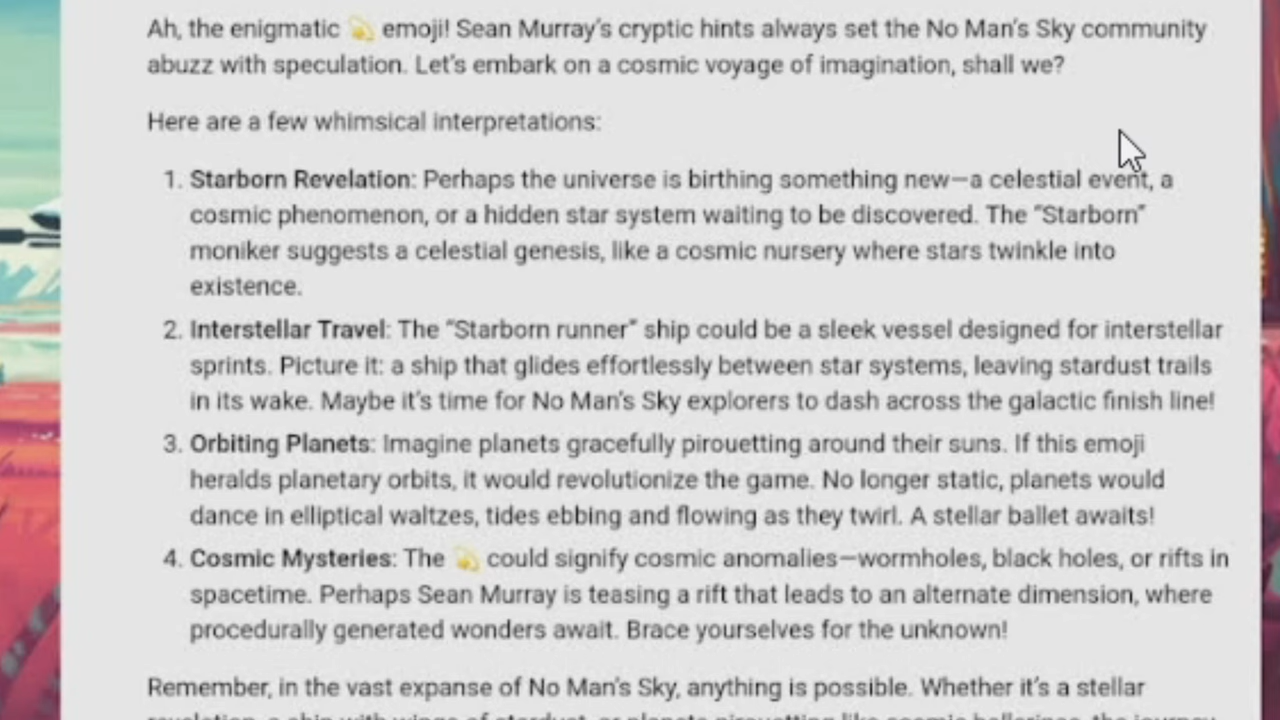 Ah, the enigmatic 💫 emoji! Sean Murray's cryptic hints always set the No Man's Sky community
abuzz with speculation. Let's embark on a cosmic voyage of imagination, shall we?
Here are a few whimsical interpretations:
1. Starborn Revelation: Perhaps the universe is birthing something new—a celestial event, a
cosmic phenomenon, or a hidden star system waiting to be discovered. The "Starborn"
moniker suggests a celestial genesis, like a cosmic nursery where stars twinkle into
existence.
2. Interstellar Travel: The "Starborn runner" ship could be a sleek vessel designed for interstellar
sprints. Picture it: a ship that glides effortlessly between star systems, leaving stardust trails
in its wake. Maybe it's time for No Man's Sky explorers to dash across the galactic finish line!
3. Orbiting Planets: Imagine planets gracefully pirouetting around their suns. If this emoji
heralds planetary orbits, it would revolutionize the game. No longer static, planets would
dance in elliptical waltzes, tides ebbing and flowing as they twirl. A stellar ballet awaits!
4. Cosmic Mysteries: The 💫 could signify cosmic anomalies—wormholes, black holes, or rifts in
spacetime. Perhaps Sean Murray is teasing a rift that leads to an alternate dimension, where
procedurally generated wonders await. Brace yourselves for the unknown!
Remember, in the vast expanse of No Man's Sky, anything is possible. Whether it's a stellar